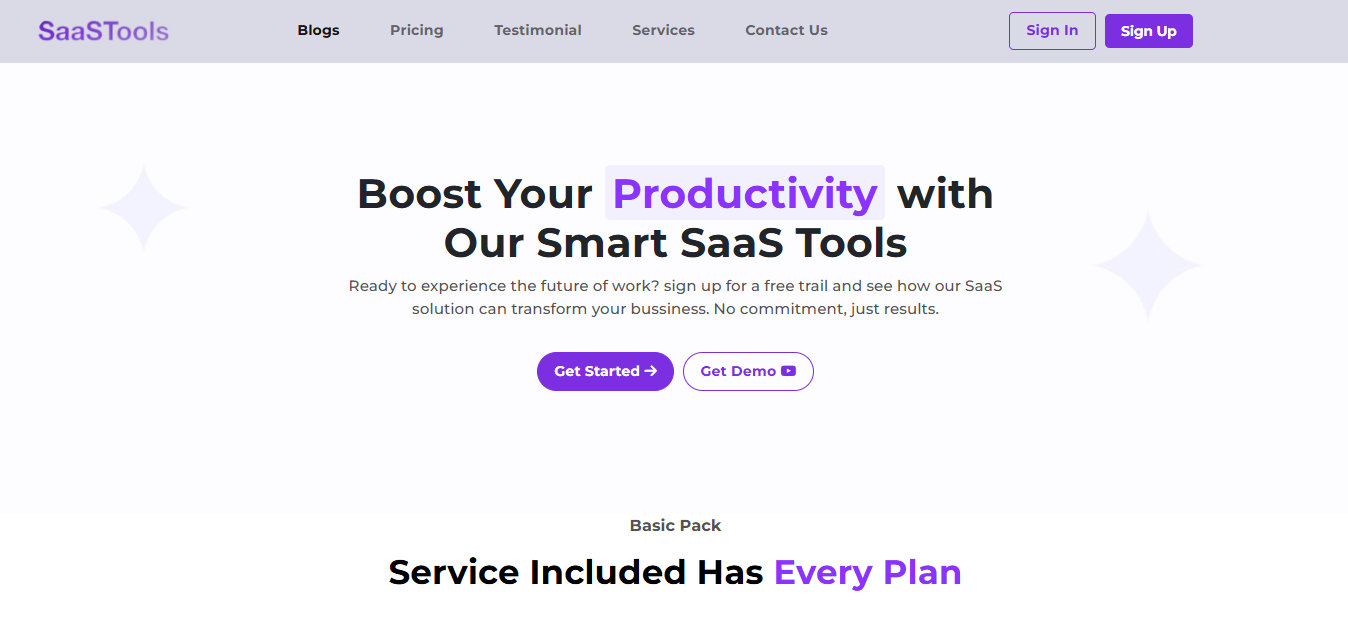 SaaSTools
Blogs
Pricing
Testimonial
Services
Contact Us
Sign In
Sign Up
Boost Your Productivity with
Our Smart SaaS Tools
Ready to experience the future of work? sign up for a free trail and see how our SaaS
solution can transform your bussiness. No commitment, just results.
Get Started
Get Demo
Basic Pack
Service Included Has Every Plan